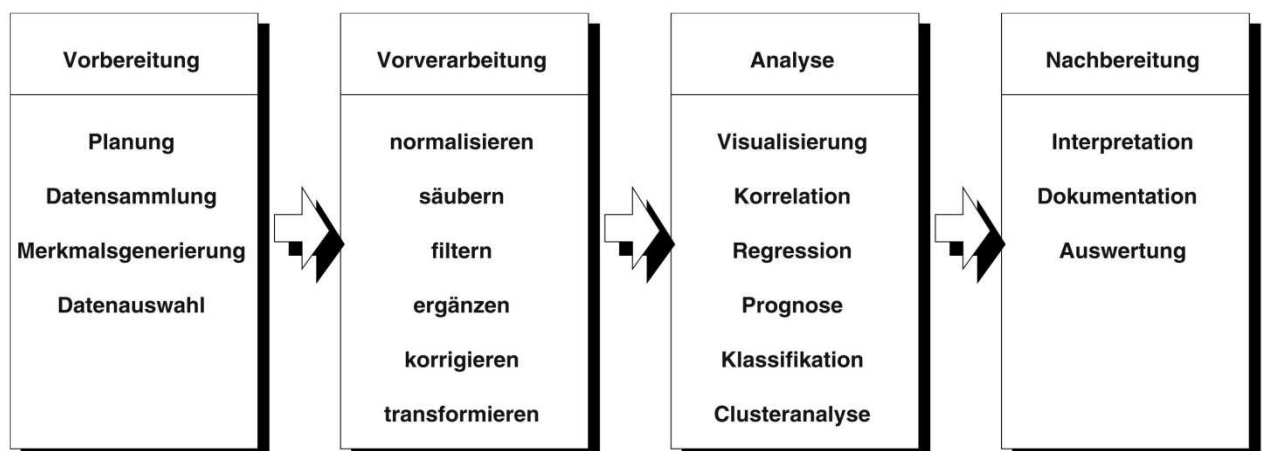 Vorbereitung
Planung
Datensammlung
Merkmalsgenerierung
Datenauswahl
Vorverarbeitung
normalisieren
säubern
filtern
ergänzen
korrigieren
transformieren
Analyse
Visualisierung
Korrelation
Regression
Prognose
Klassifikation
Clusteranalyse
Nachbereitung
Interpretation
Dokumentation
Auswertung